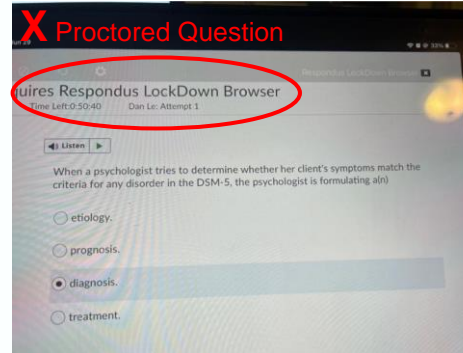 X Proctored Question
33%
Respondus LockDown Browser
uires Respondus LockDown Browser
Time Left:0:50:40 Dan Le: Attempt 1
Listen
When a psychologist tries to determine whether her client's symptoms match the
criteria for any disorder in the DSM-5, the psychologist is formulating a(n)
etiology.
prognosis.
diagnosis.
treatment.